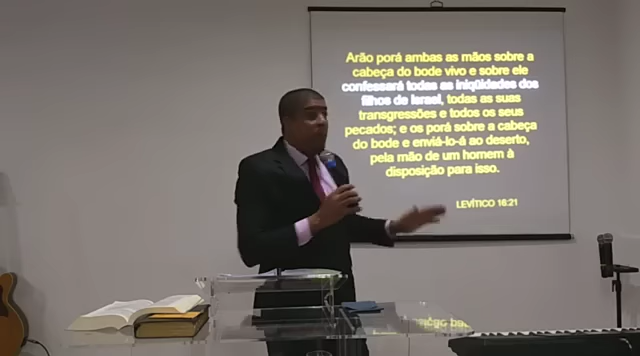 Arão porá ambas as mãos sobre a
cabeça do bode vivo e sobre ele
confessará todas as iniqüidades dos
filhos de Israel, todas as suas
transgressões e todos os seus
pecados; e os porá sobre a cabeça
do bode e enviá-lo-á ao deserto,
pela mão de um homem à
disposição para isso.
LEVÍTICO 16:21